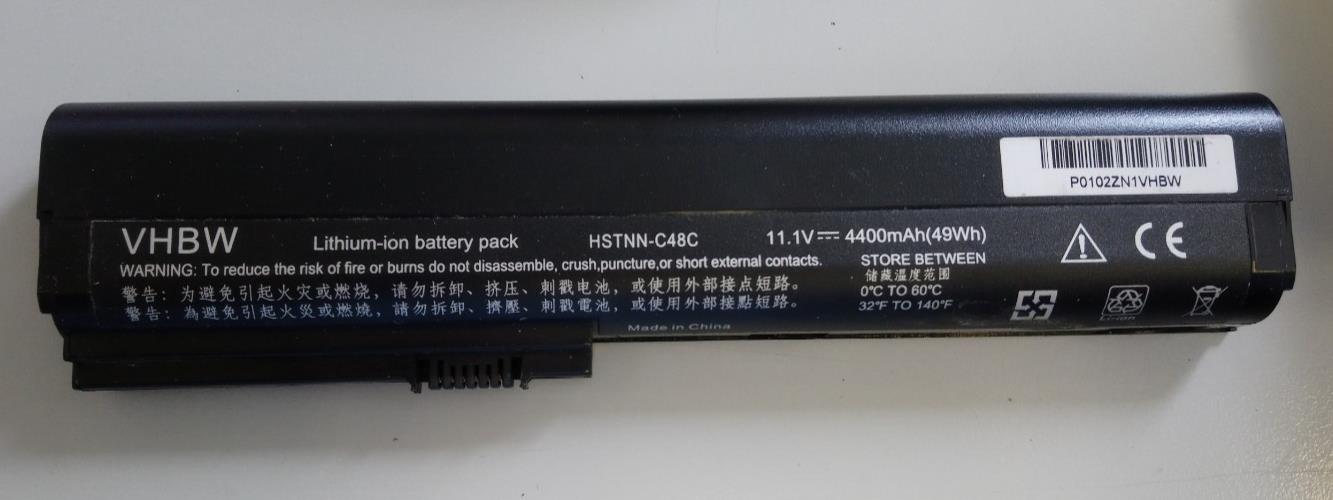 P0102ZN1VHBW
VHBW Lithium-ion battery pack HSTNN-C48C 11.1V⎓ 4400mAh(49Wh)
WARNING: To reduce the risk of fire or burns do not disassemble, crush,puncture,or short external contacts.
警告: 为避免引起火灾或燃烧，请勿拆卸、挤压、刺戳电池，或使用外部接点短路。
警告: 為避免引起火災或燃燒，請勿拆卸、擠壓、刺戳電池，或使用外部接點短路。
Made in China
STORE BETWEEN
储藏温度范围
0℃ TO 60℃
32℉ TO 140℉
CE
Li-ion